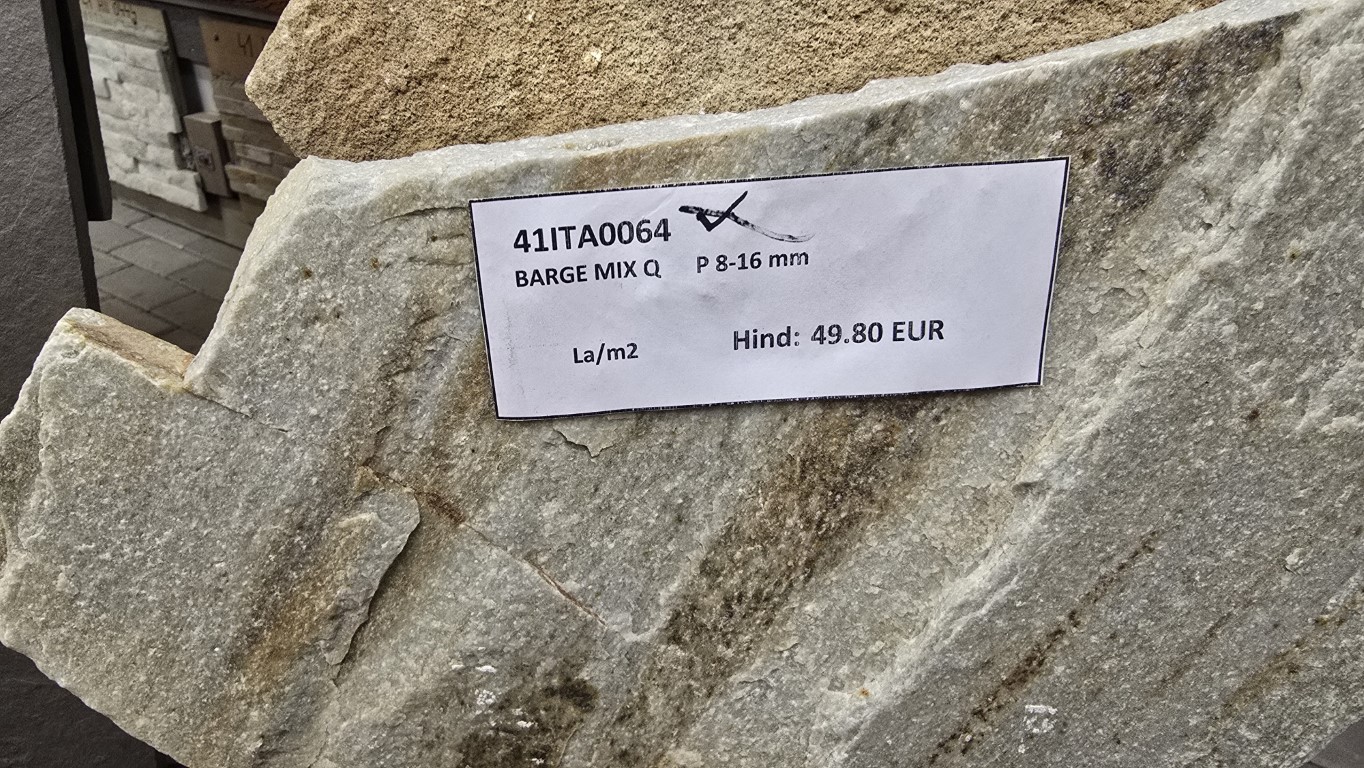 41ITA0064
BARGE MIX Q P 8-16 mm
La/m2 Hind: 49.80 EUR